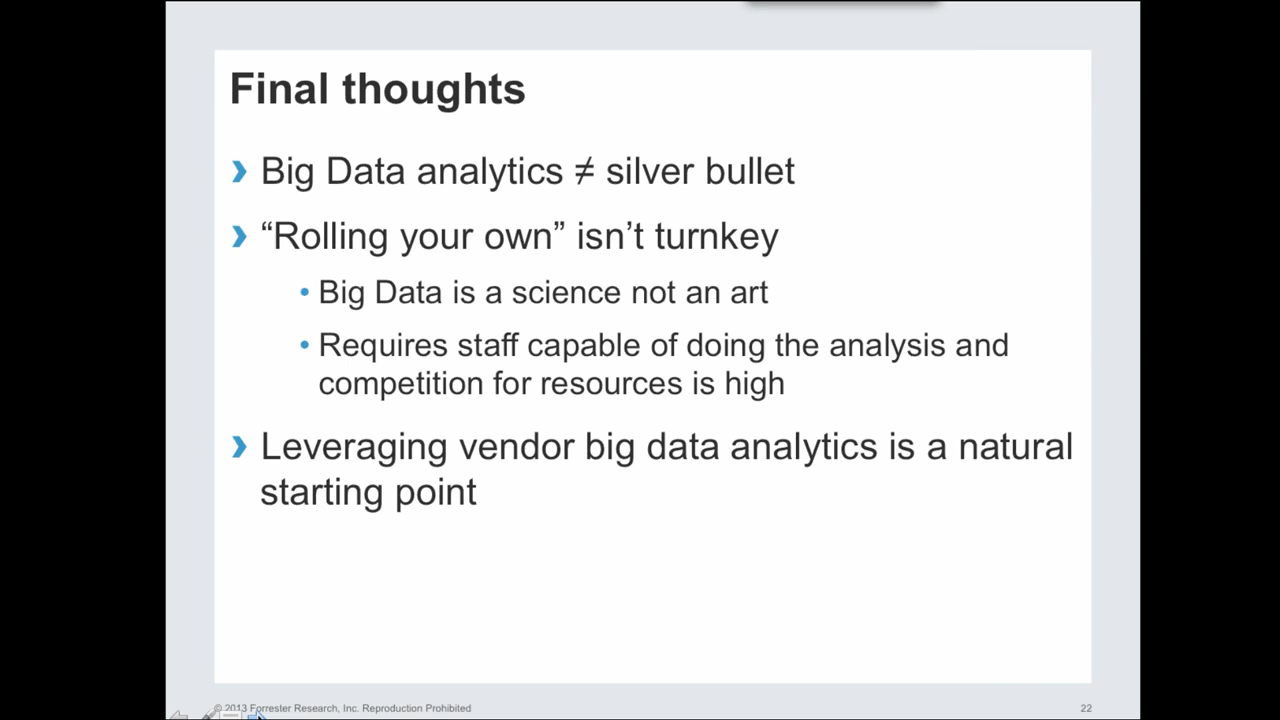 Final thoughts
Big Data analytics ≠ silver bullet
“Rolling your own” isn’t turnkey
• Big Data is a science not an art
• Requires staff capable of doing the analysis and
competition for resources is high
Leveraging vendor big data analytics is a natural
starting point
© 2013 Forrester Research, Inc. Reproduction Prohibited
22